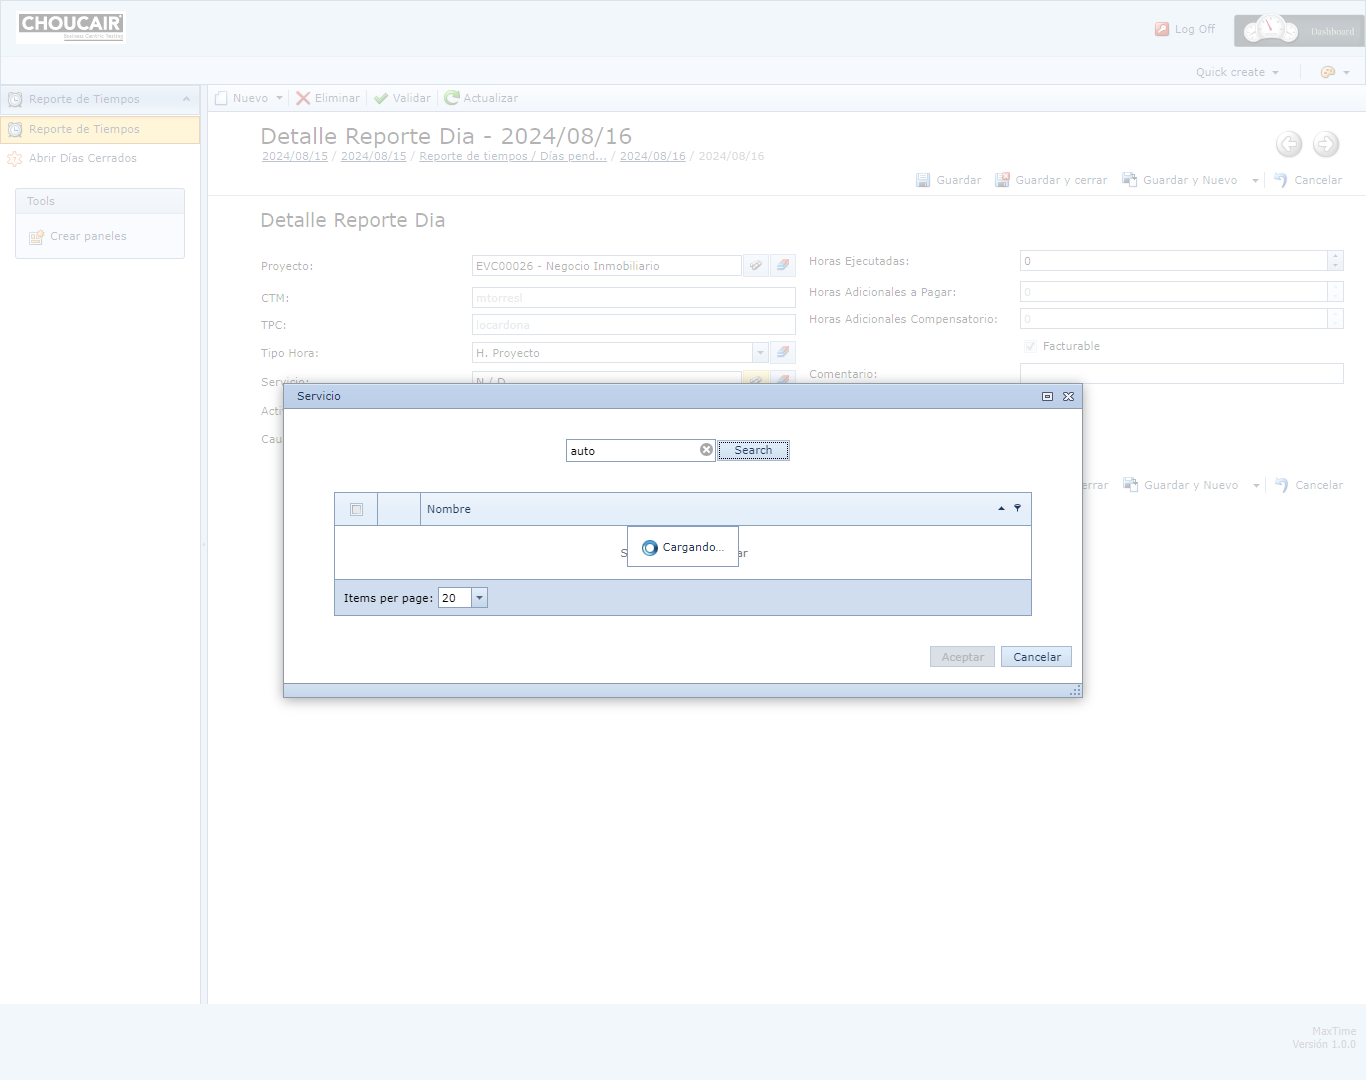 CHOUCAIR
Business Centric Testing
Log Off
Dashboard
Quick create
Reporte de Tiempos
Reporte de Tiempos
Abrir Días Cerrados
Tools
Crear paneles
Nuevo
Eliminar
Validar
Actualizar
Detalle Reporte Dia - 2024/08/16
2024/08/15 / 2024/08/15 / Reporte de tiempos / Días pend... / 2024/08/16 / 2024/08/16
Guardar
Guardar y cerrar
Guardar y Nuevo
Cancelar
Detalle Reporte Dia
Proyecto:
EVC00026 - Negocio Inmobiliario
Horas Ejecutadas:
0
CTM:
mtorresl
Horas Adicionales a Pagar:
0
TPC:
locardona
Horas Adicionales Compensatorio:
0
Tipo Hora:
H. Proyecto
Facturable
Servicio:
N / D
Comentario:
Servicio
auto
Search
Nombre
Cargando...
ar
Items per page:
20
Aceptar
Cancelar
Acti
Cau
errar
Guardar y Nuevo
Cancelar
MaxTime
Versión 1.0.0